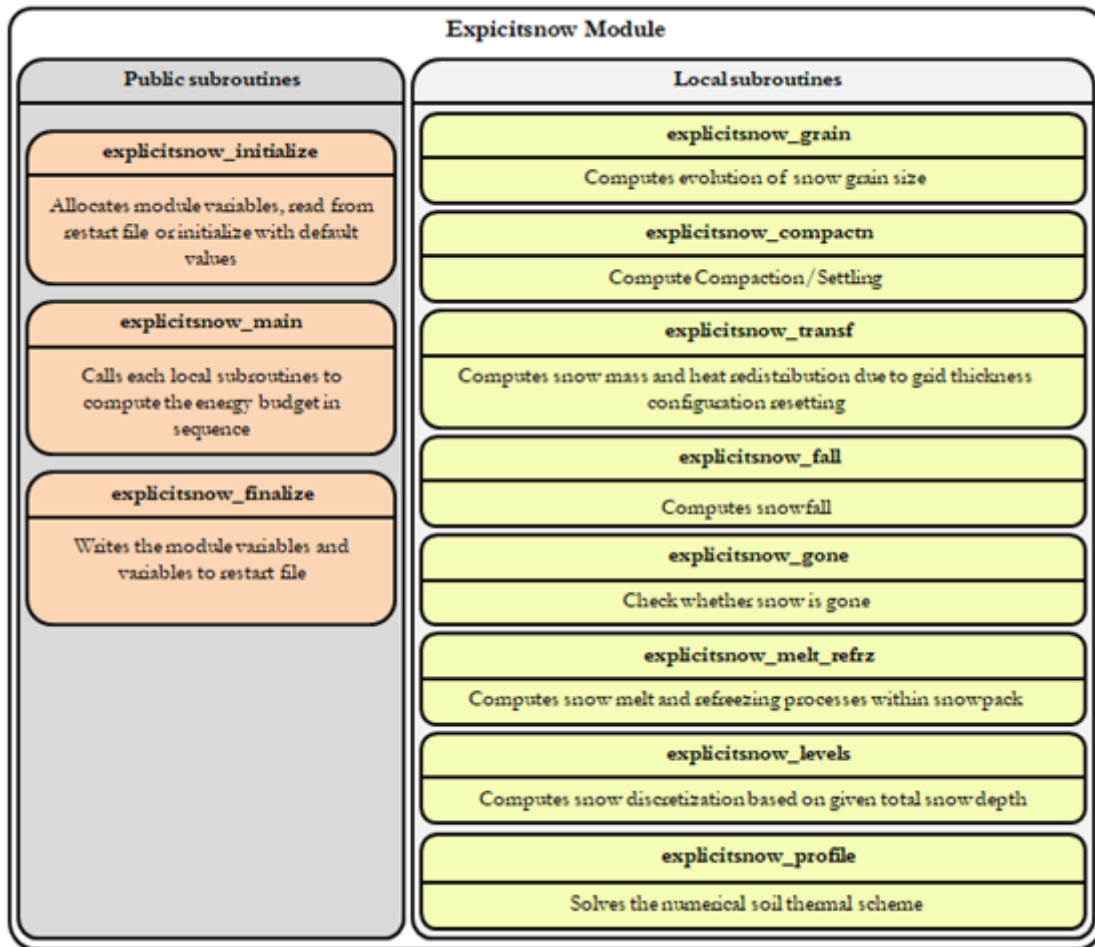 Expicitsnow Module
Public subroutines
explicitsnow_initialize
Allocates module variables, read from
restart file or initialize with default
values
explicitsnow_main
Calls each local subroutines to
compute the energy budget in
sequence
explicitsnow_finalize
Writes the module variables and
variables to restart file
Local subroutines
explicitsnow_grain
Computes evolution of snow grain size
explicitsnow_compactn
Compute Compaction/Settling
explicitsnow_transf
Computes snow mass and heat redistribution due to grid thickness
configuration resetting
explicitsnow_fall
Computes snowfall
explicitsnow_gone
Check whether snow is gone
explicitsnow_melt_refrz
Computes snow melt and refreezing processes within snowpack
explicitsnow_levels
Computes snow discretization based on given total snow depth
explicitsnow_profile
Solves the numerical soil thermal scheme